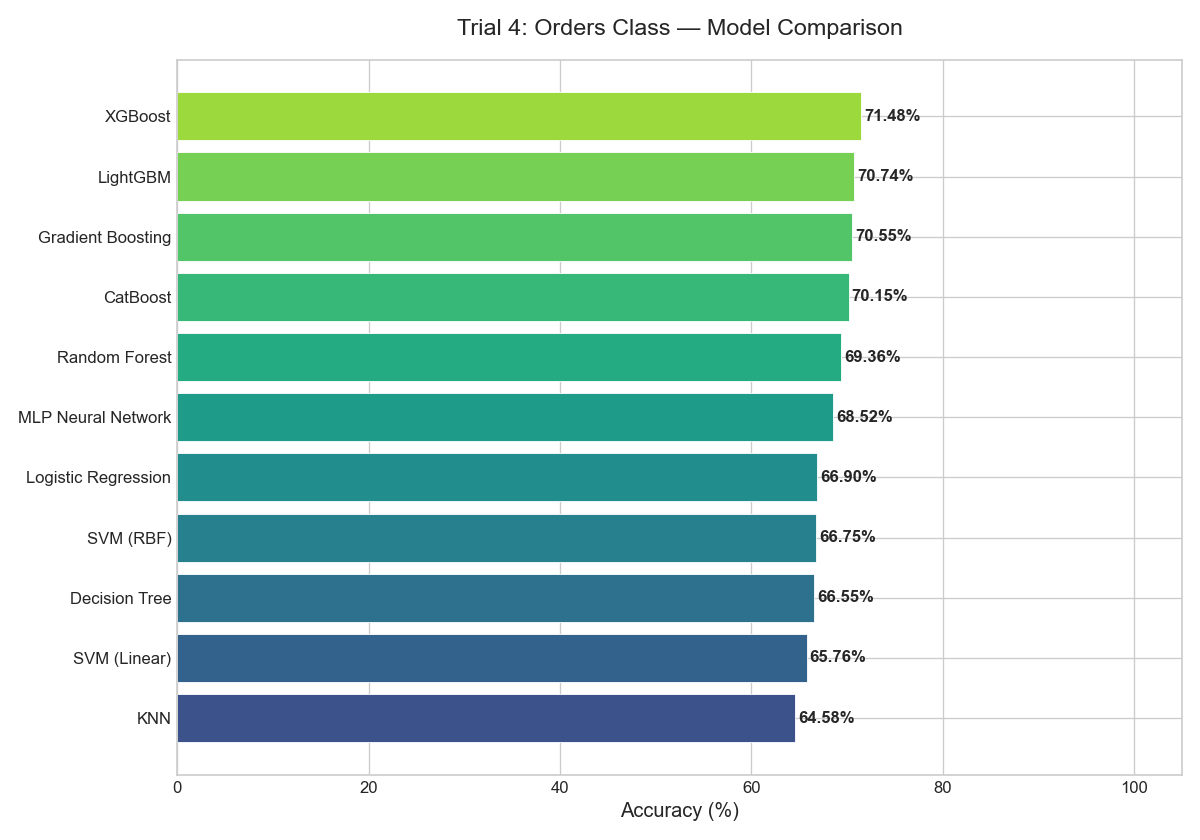 Trial 4: Orders Class — Model Comparison
XGBoost 71.48%
LightGBM 70.74%
Gradient Boosting 70.55%
CatBoost 70.15%
Random Forest 69.36%
MLP Neural Network 68.52%
Logistic Regression 66.90%
SVM (RBF) 66.75%
Decision Tree 66.55%
SVM (Linear) 65.76%
KNN 64.58%
0 20 40 60 80 100
Accuracy (%)